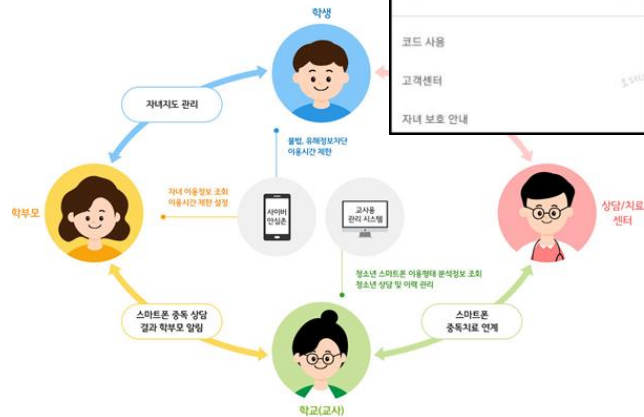 학생
코드 사용
고객센터
자녀 보호 안내
자녀지도 관리
불법, 유해정보차단
이용시간 제한
학부모
자녀 이용정보 조회
이용시간 제한 설정
사이버
안심존
교사용
관리 시스템
상담/치료
센터
청소년 스마트폰 이용형태 분석정보 조회
청소년 상담 및 이력 관리
스마트폰 중독 상담
결과 학부모 알림
스마트폰
중독치료 연계
학교(교사)